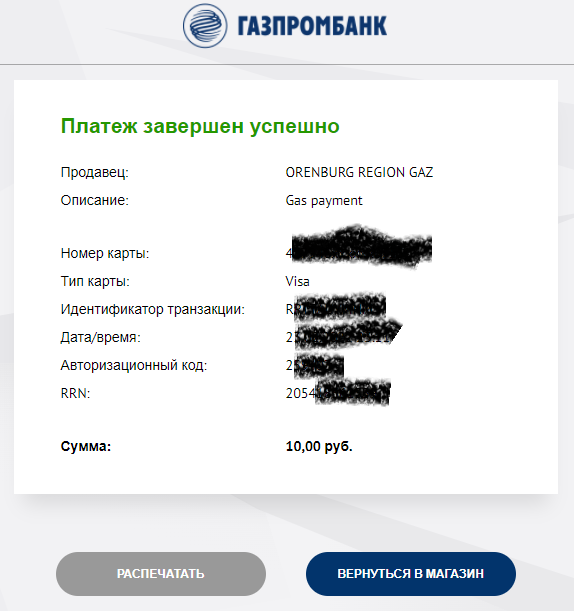 ГАЗПРОМБАНК
Платеж завершен успешно
Продавец: ORENBURG REGION GAZ
Описание: Gas payment
Номер карты: 4
Тип карты: Visa
Идентификатор транзакции:
Дата/время:
Авторизационный код:
RRN: 2054
Сумма: 10,00 руб.
РАСПЕЧАТАТЬ
ВЕРНУТЬСЯ В МАГАЗИН